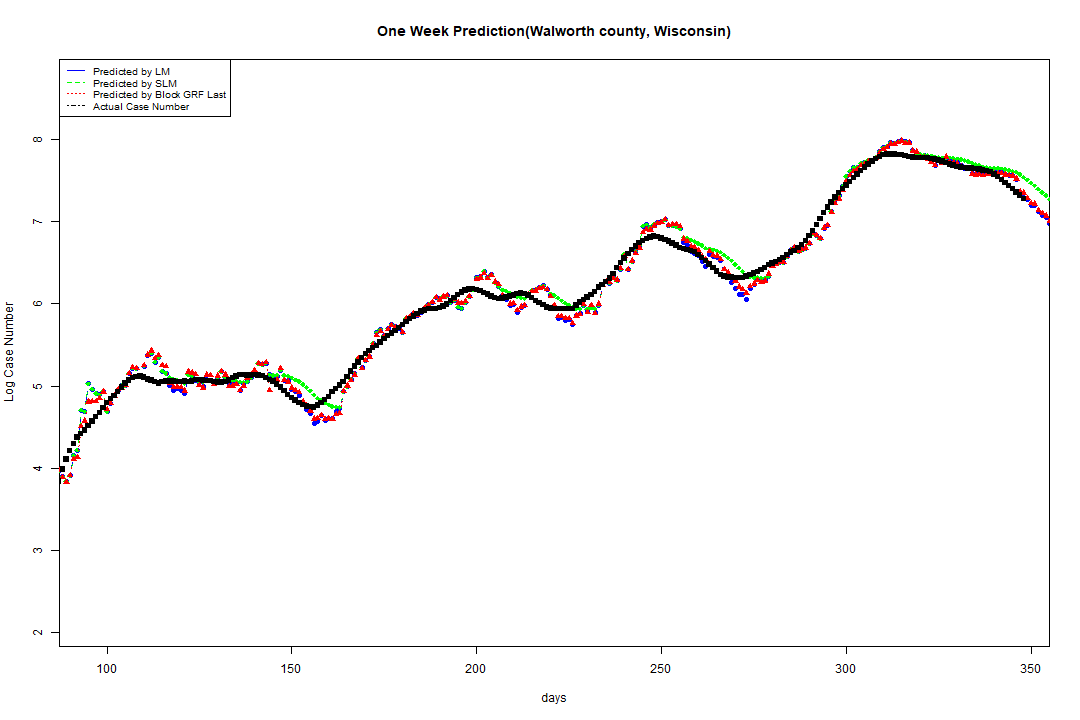 One Week Prediction(Walworth county, Wisconsin)
Predicted by LM
Predicted by SLM
Predicted by Block GRF Last
Actual Case Number
8
7
6
5
4
3
2
Log Case Number
100 150 200 250 300 350
days